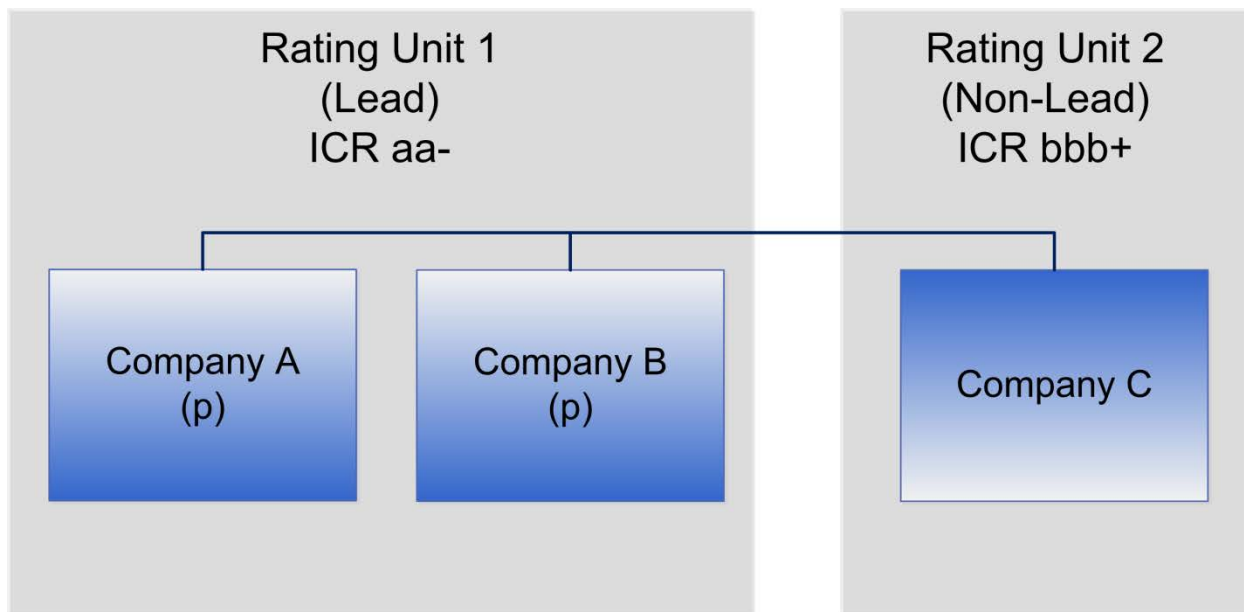 Rating Unit 1
(Lead)
ICR aa-
Rating Unit 2
(Non-Lead)
ICR bbb+
Company A
(p)
Company B
(p)
Company C